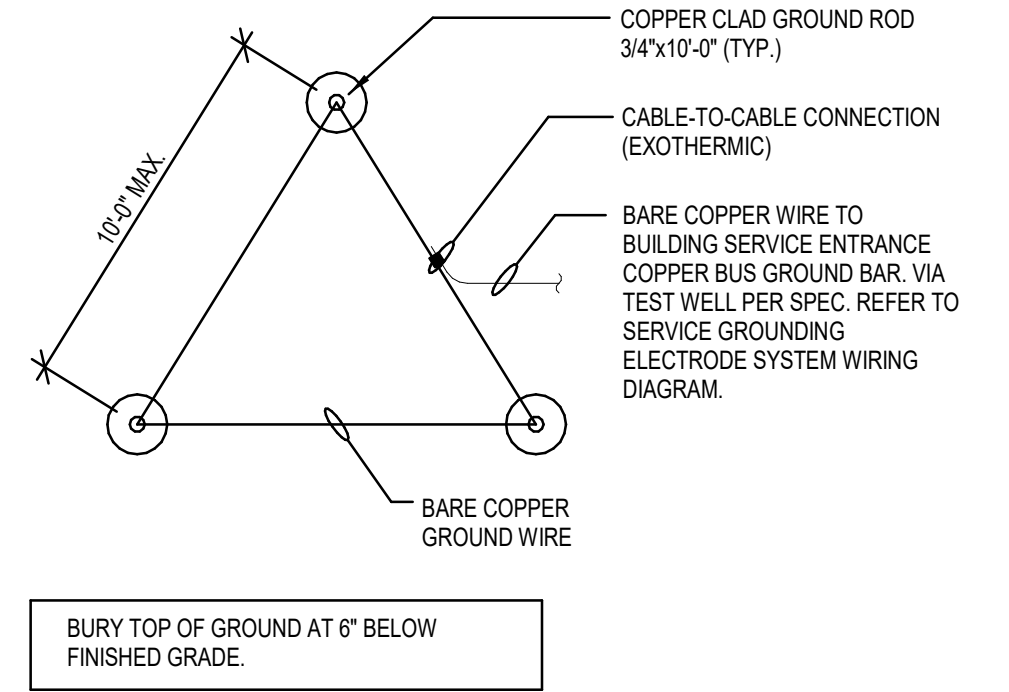 COPPER CLAD GROUND ROD
3/4"x10'-0" (TYP.)
CABLE-TO-CABLE CONNECTION
(EXOTHERMIC)
10'-0" MAX.
BARE COPPER WIRE TO
BUILDING SERVICE ENTRANCE
COPPER BUS GROUND BAR. VIA
TEST WELL PER SPEC. REFER TO
SERVICE GROUNDING
ELECTRODE SYSTEM WIRING
DIAGRAM.
BARE COPPER
GROUND WIRE
BURY TOP OF GROUND AT 6" BELOW
FINISHED GRADE.